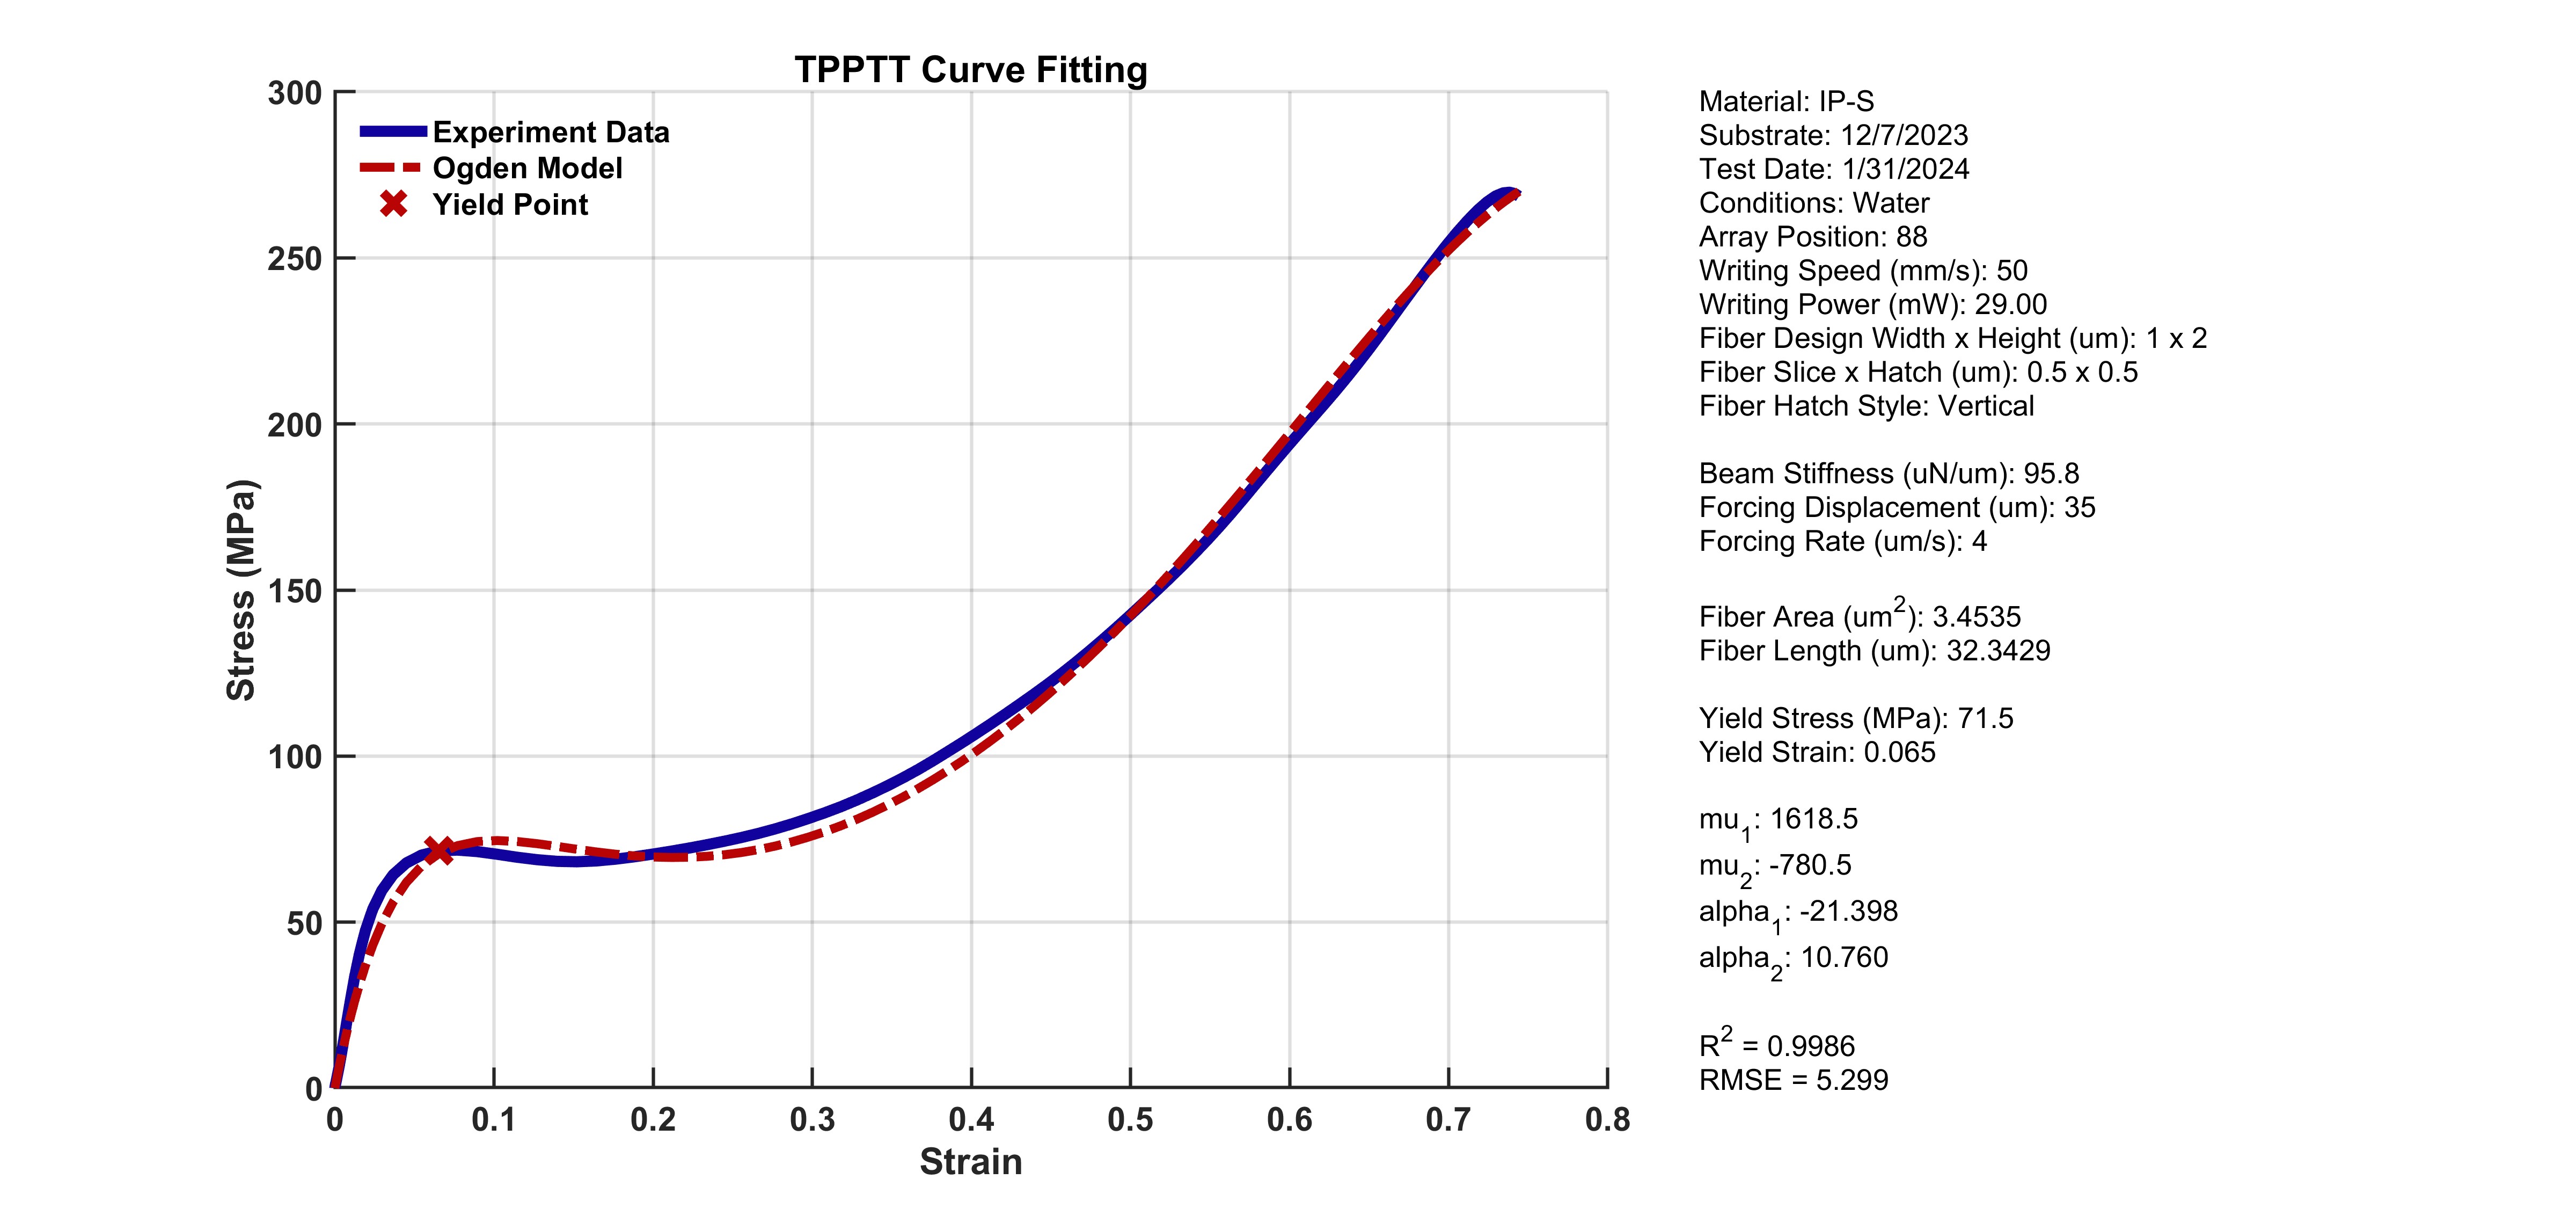 TPPTT Curve Fitting
Experiment Data
Ogden Model
Yield Point
Stress (MPa)
300
250
200
150
100
50
0
0 0.1 0.2 0.3 0.4 0.5 0.6 0.7 0.8
Strain
Material: IP-S
Substrate: 12/7/2023
Test Date: 1/31/2024
Conditions: Water
Array Position: 88
Writing Speed (mm/s): 50
Writing Power (mW): 29.00
Fiber Design Width x Height (um): 1 x 2
Fiber Slice x Hatch (um): 0.5 x 0.5
Fiber Hatch Style: Vertical
Beam Stiffness (uN/um): 95.8
Forcing Displacement (um): 35
Forcing Rate (um/s): 4
Fiber Area (um²): 3.4535
Fiber Length (um): 32.3429
Yield Stress (MPa): 71.5
Yield Strain: 0.065
mu₁: 1618.5
mu₂: -780.5
alpha₁: -21.398
alpha₂: 10.760
R² = 0.9986
RMSE = 5.299